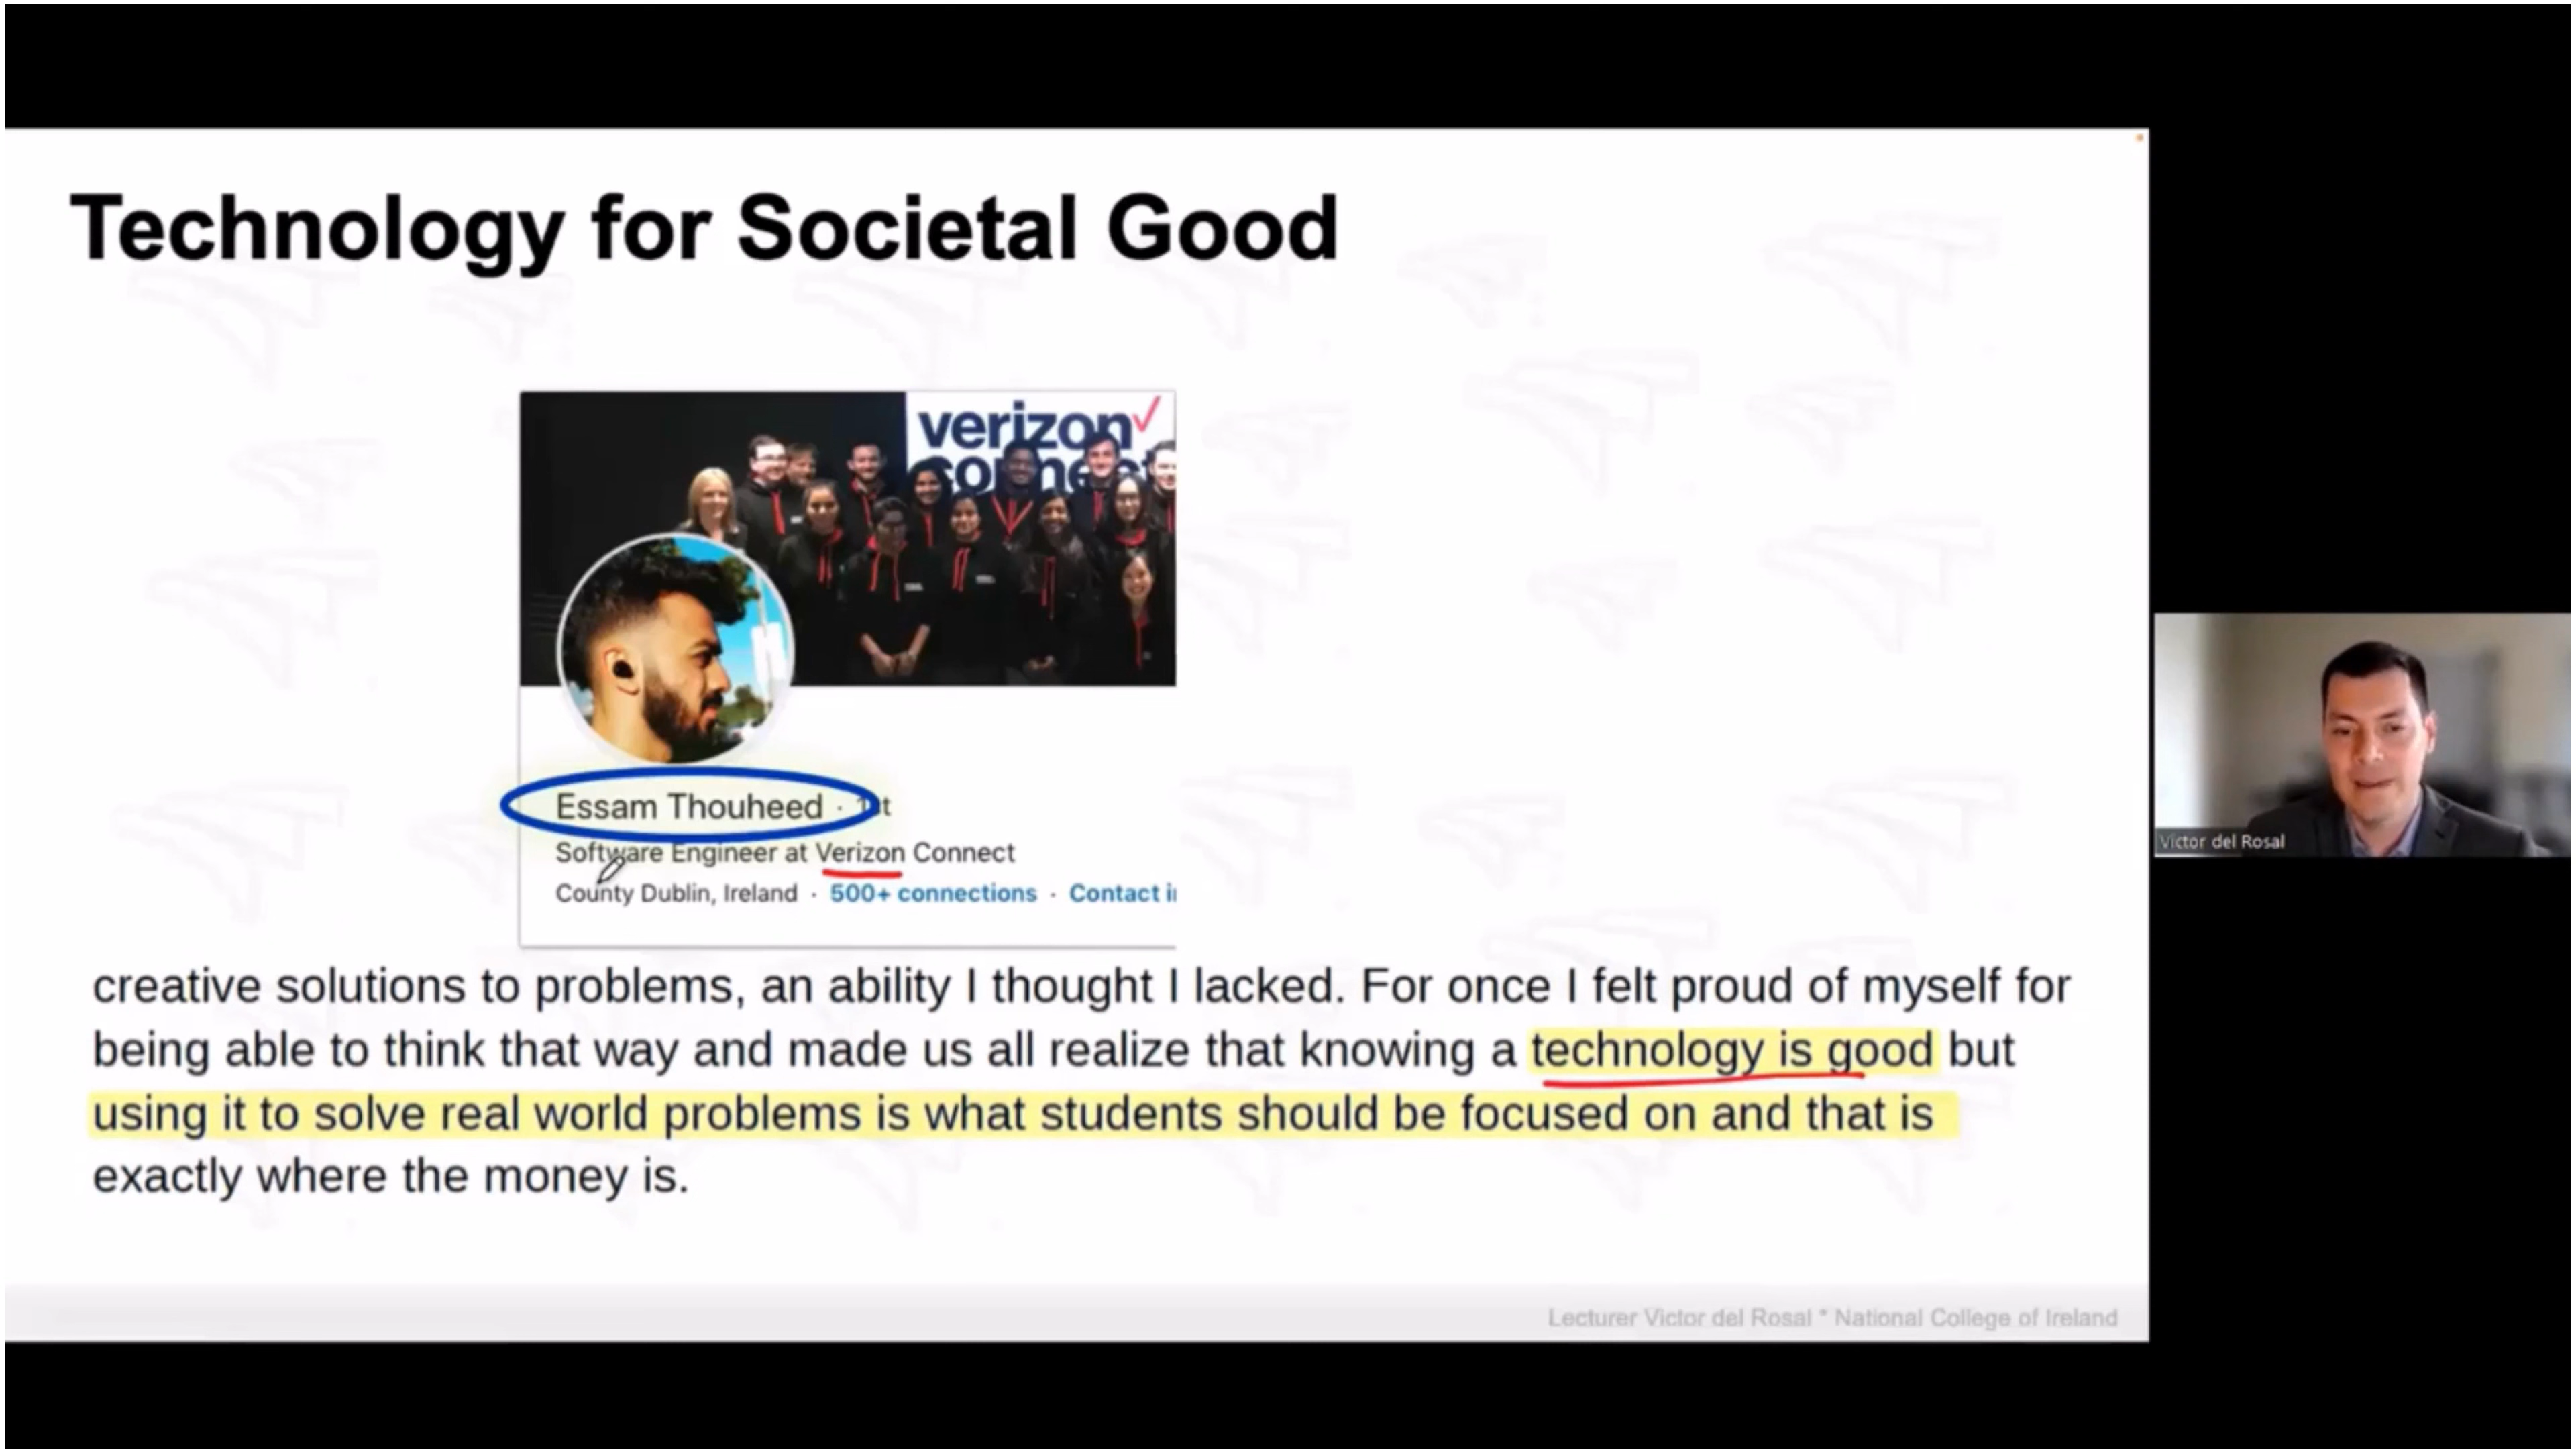 Technology for Societal Good
verizon
connect
Essam Thouheed · 1st
Software Engineer at Verizon Connect
County Dublin, Ireland · 500+ connections · Contact i
creative solutions to problems, an ability I thought I lacked. For once I felt proud of myself for
being able to think that way and made us all realize that knowing a technology is good but
using it to solve real world problems is what students should be focused on and that is
exactly where the money is.
Victor del Rosal
Lecturer Victor del Rosal * National College of Ireland